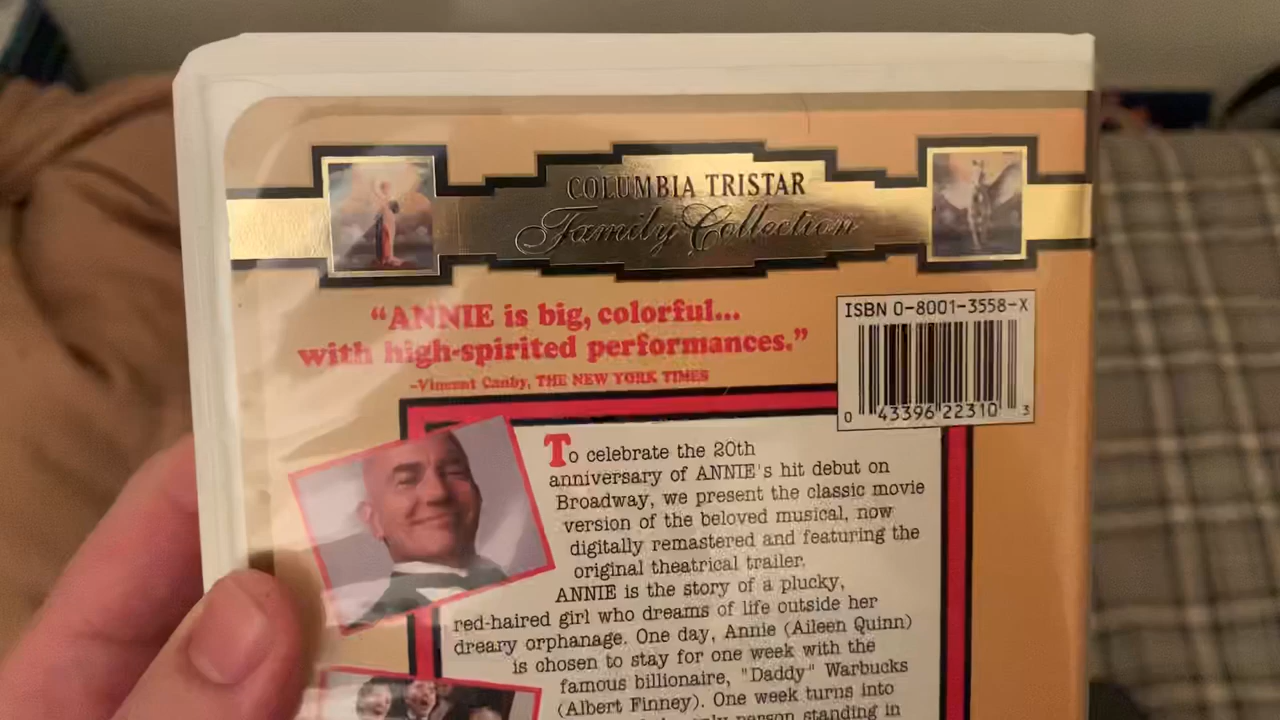 COLUMBIA TRISTAR
Family Collection
“ANNIE is big, colorful...
with high-spirited performances.”
-Vincent Canby, THE NEW YORK TIMES
ISBN 0-8001-3558-X
0 43396 22310 3
To celebrate the 20th
anniversary of ANNIE's hit debut on
Broadway, we present the classic movie
version of the beloved musical, now
digitally remastered and featuring the
original theatrical trailer.
ANNIE is the story of a plucky,
red-haired girl who dreams of life outside her
dreary orphanage. One day, Annie (Aileen Quinn)
is chosen to stay for one week with the
famous billionaire, "Daddy" Warbucks
(Albert Finney). One week turns into
person standing in